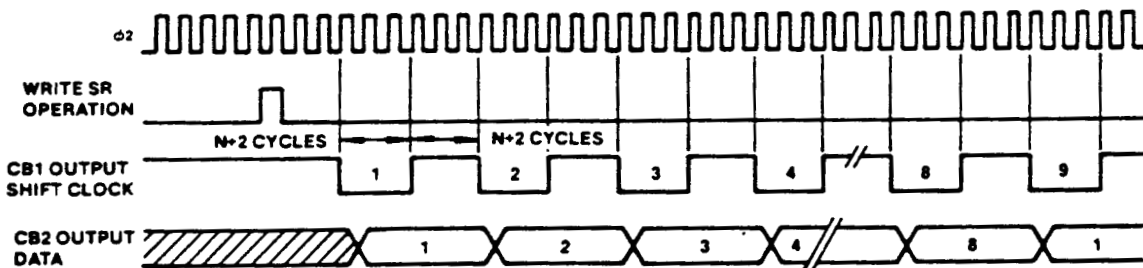 ϕ2
WRITE SR
OPERATION
N+2 CYCLES N+2 CYCLES
CB1 OUTPUT
SHIFT CLOCK
1 2 3 4 8 9
CB2 OUTPUT
DATA
1 2 3 4 8 1